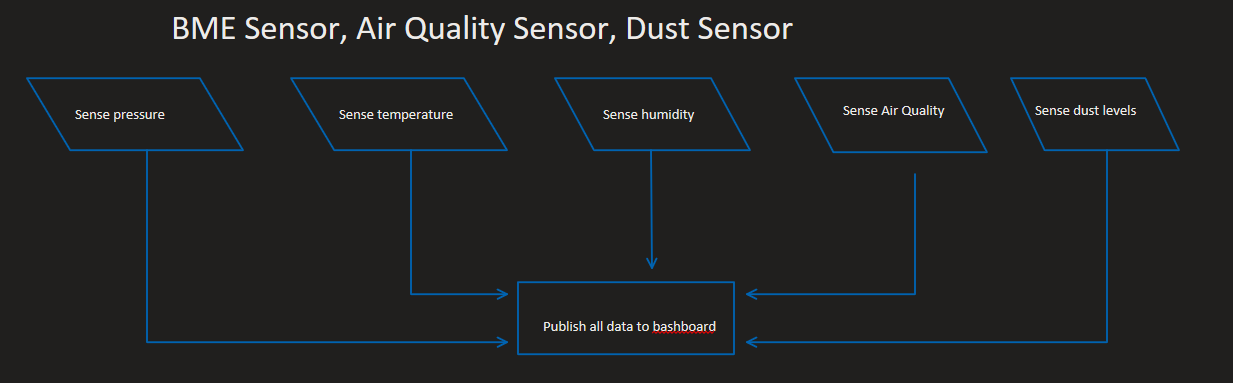 BME Sensor, Air Quality Sensor, Dust Sensor
Sense pressure
Sense temperature
Sense humidity
Sense Air Quality
Sense dust levels
Publish all data to bashboard